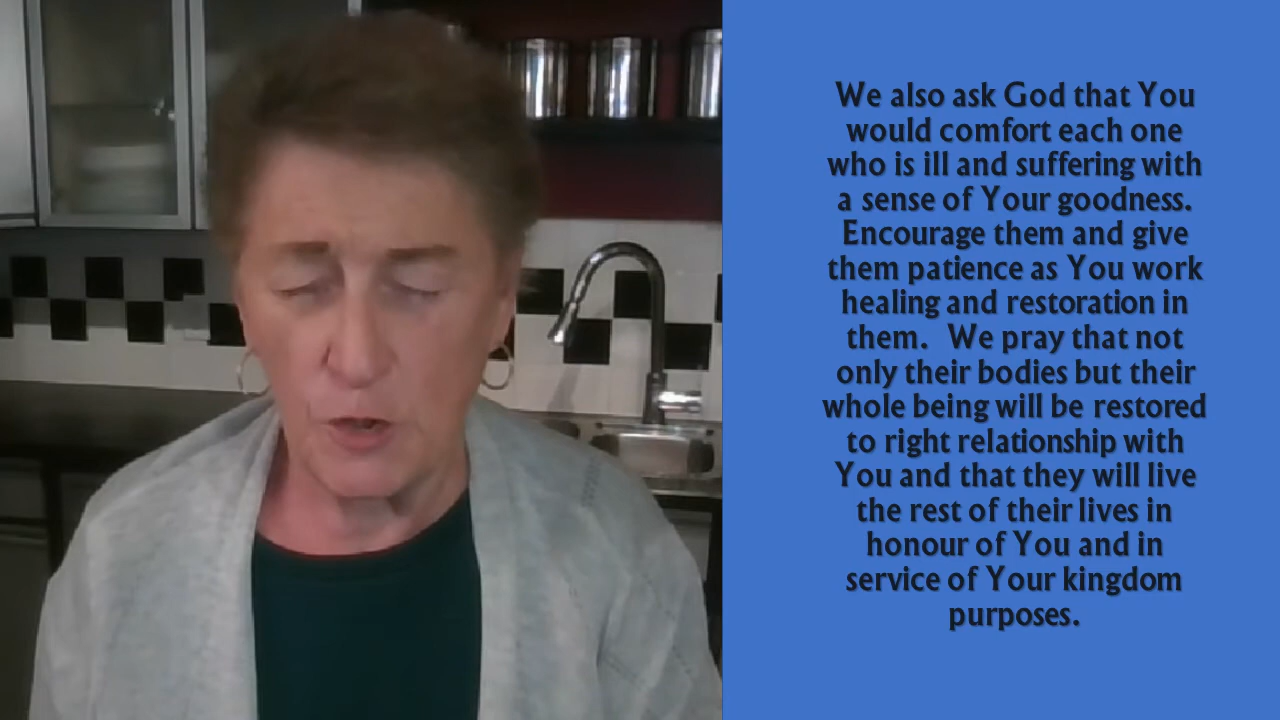 We also ask God that You
would comfort each one
who is ill and suffering with
a sense of Your goodness.
Encourage them and give
them patience as You work
healing and restoration in
them. We pray that not
only their bodies but their
whole being will be restored
to right relationship with
You and that they will live
the rest of their lives in
honour of You and in
service of Your kingdom
purposes.